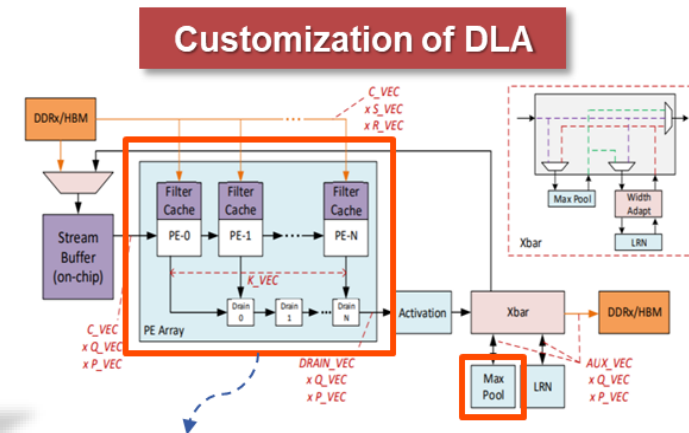 Customization of DLA
DDRx/HBM
C_VEC
x S_VEC
x R_VEC
Filter
Cache
Filter
Cache
Filter
Cache
PE-0
PE-1
PE-N
Stream
Buffer
(on-chip)
K_VEC
Drain
0
Drain
1
Drain
N
PE Array
C_VEC
x Q_VEC
x P_VEC
DRAIN_VEC
x Q_VEC
x P_VEC
Activation
Xbar
DDRx/HBM
Max
Pool
LRN
AUX_VEC
x Q_VEC
x P_VEC
Max Pool
Width
Adapt
LRN
Xbar